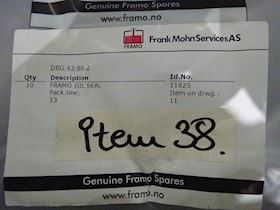 Genuine Framo Spares
www.framo.no
FRAMO
Frank Mohn Services AS
DRG.43-66 2
Qty Description Id.No.
10 FRAMO OIL SEAL 11825
Pack.line: Item on drwg.:
13 11
Item 38.
Genuine Framo Spares
www.framo.no